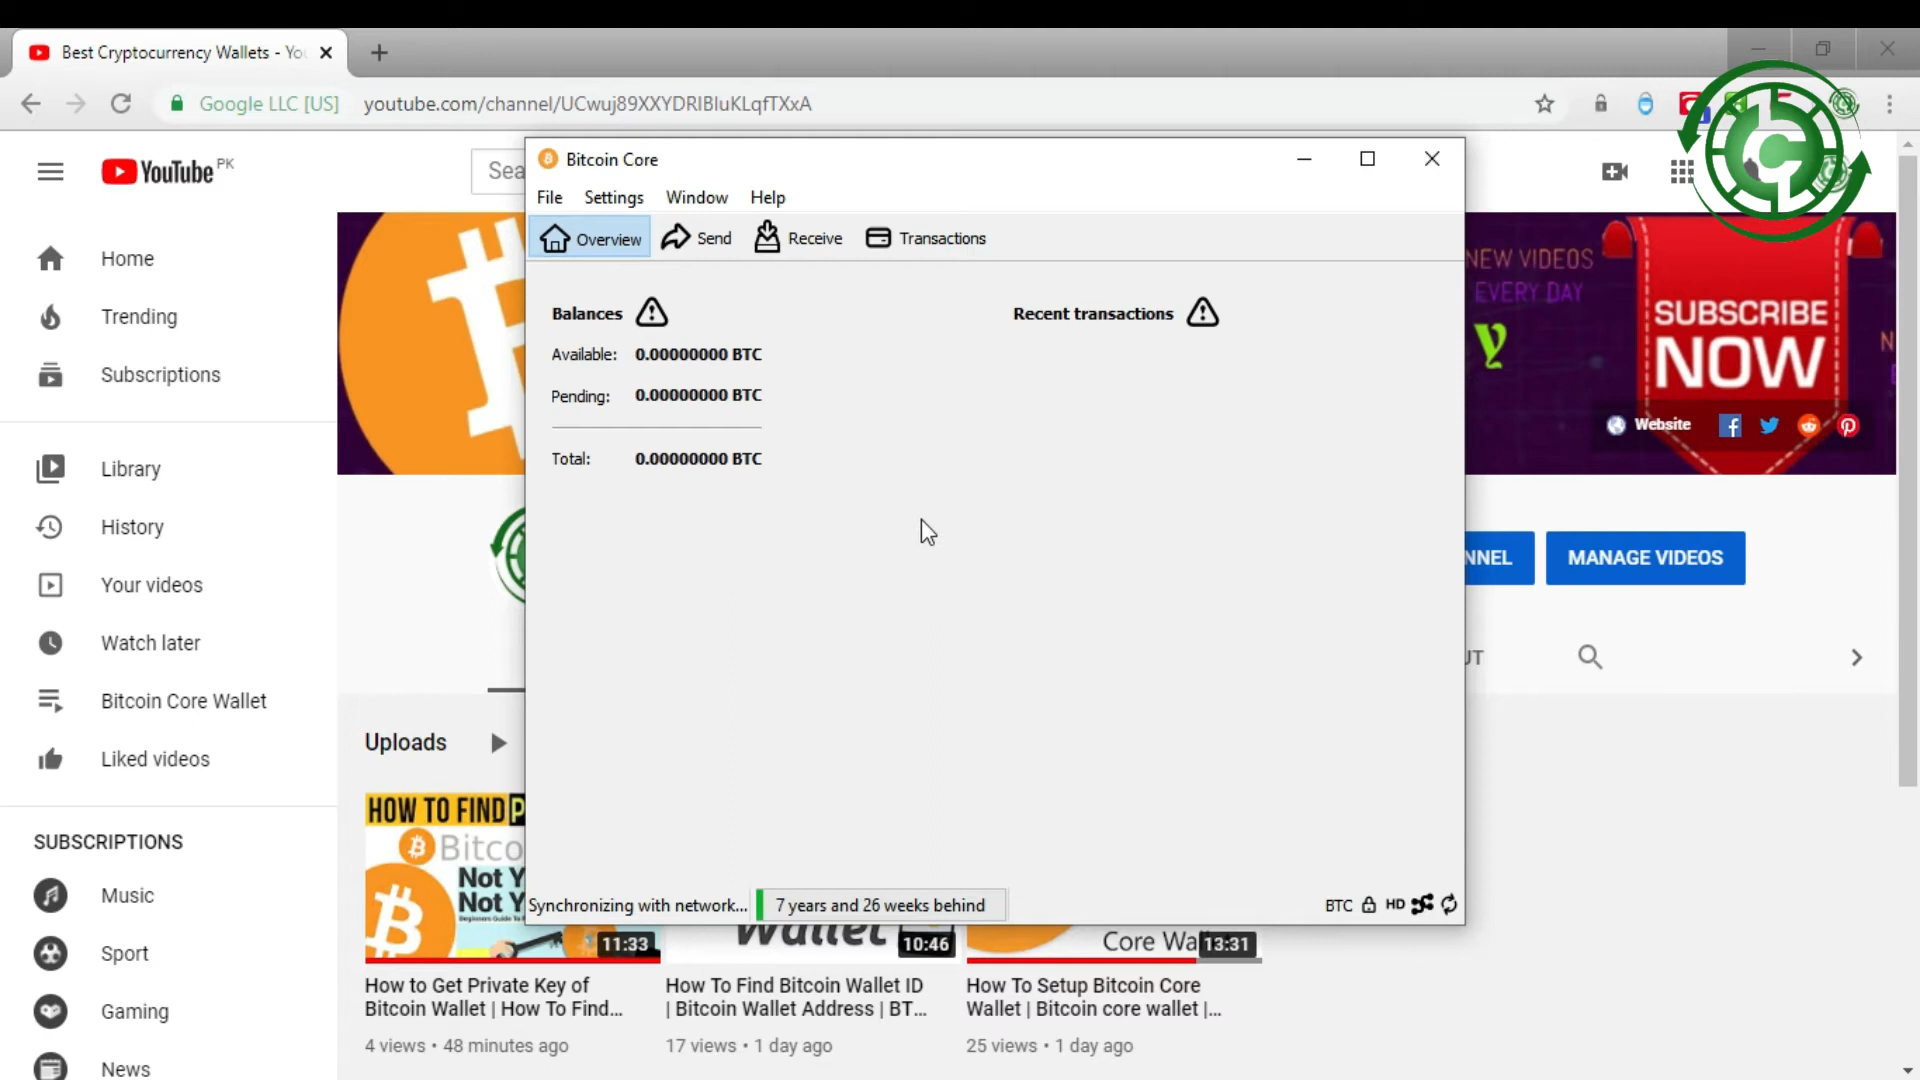 Best Cryptocurrency Wallets - You
Google LLC [US]
youtube.com/channel/UCwuj89XXYDRIBluKLqfTXxA
YouTube PK
Sea
Home
Trending
Subscriptions
Library
History
Your videos
Watch later
Bitcoin Core Wallet
Liked videos
SUBSCRIPTIONS
Music
Sport
Gaming
News
Bitcoin Core
File Settings Window Help
Overview Send Receive Transactions
Balances
Recent transactions
Available: 0.00000000 BTC
Pending: 0.00000000 BTC
Total: 0.00000000 BTC
Synchronizing with network...
7 years and 26 weeks behind
BTC
HD
NEW VIDEOS
EVERY DAY
SUBSCRIBE
NOW
Website
NNEL
MANAGE VIDEOS
UT
Uploads
HOW TO FIND P
Bitco
Not Y
Not Y
11:33
Wallet
10:46
Core Wa
13:31
How to Get Private Key of
Bitcoin Wallet | How To Find...
4 views • 48 minutes ago
How To Find Bitcoin Wallet ID
| Bitcoin Wallet Address | BT...
17 views • 1 day ago
How To Setup Bitcoin Core
Wallet | Bitcoin core wallet |...
25 views • 1 day ago